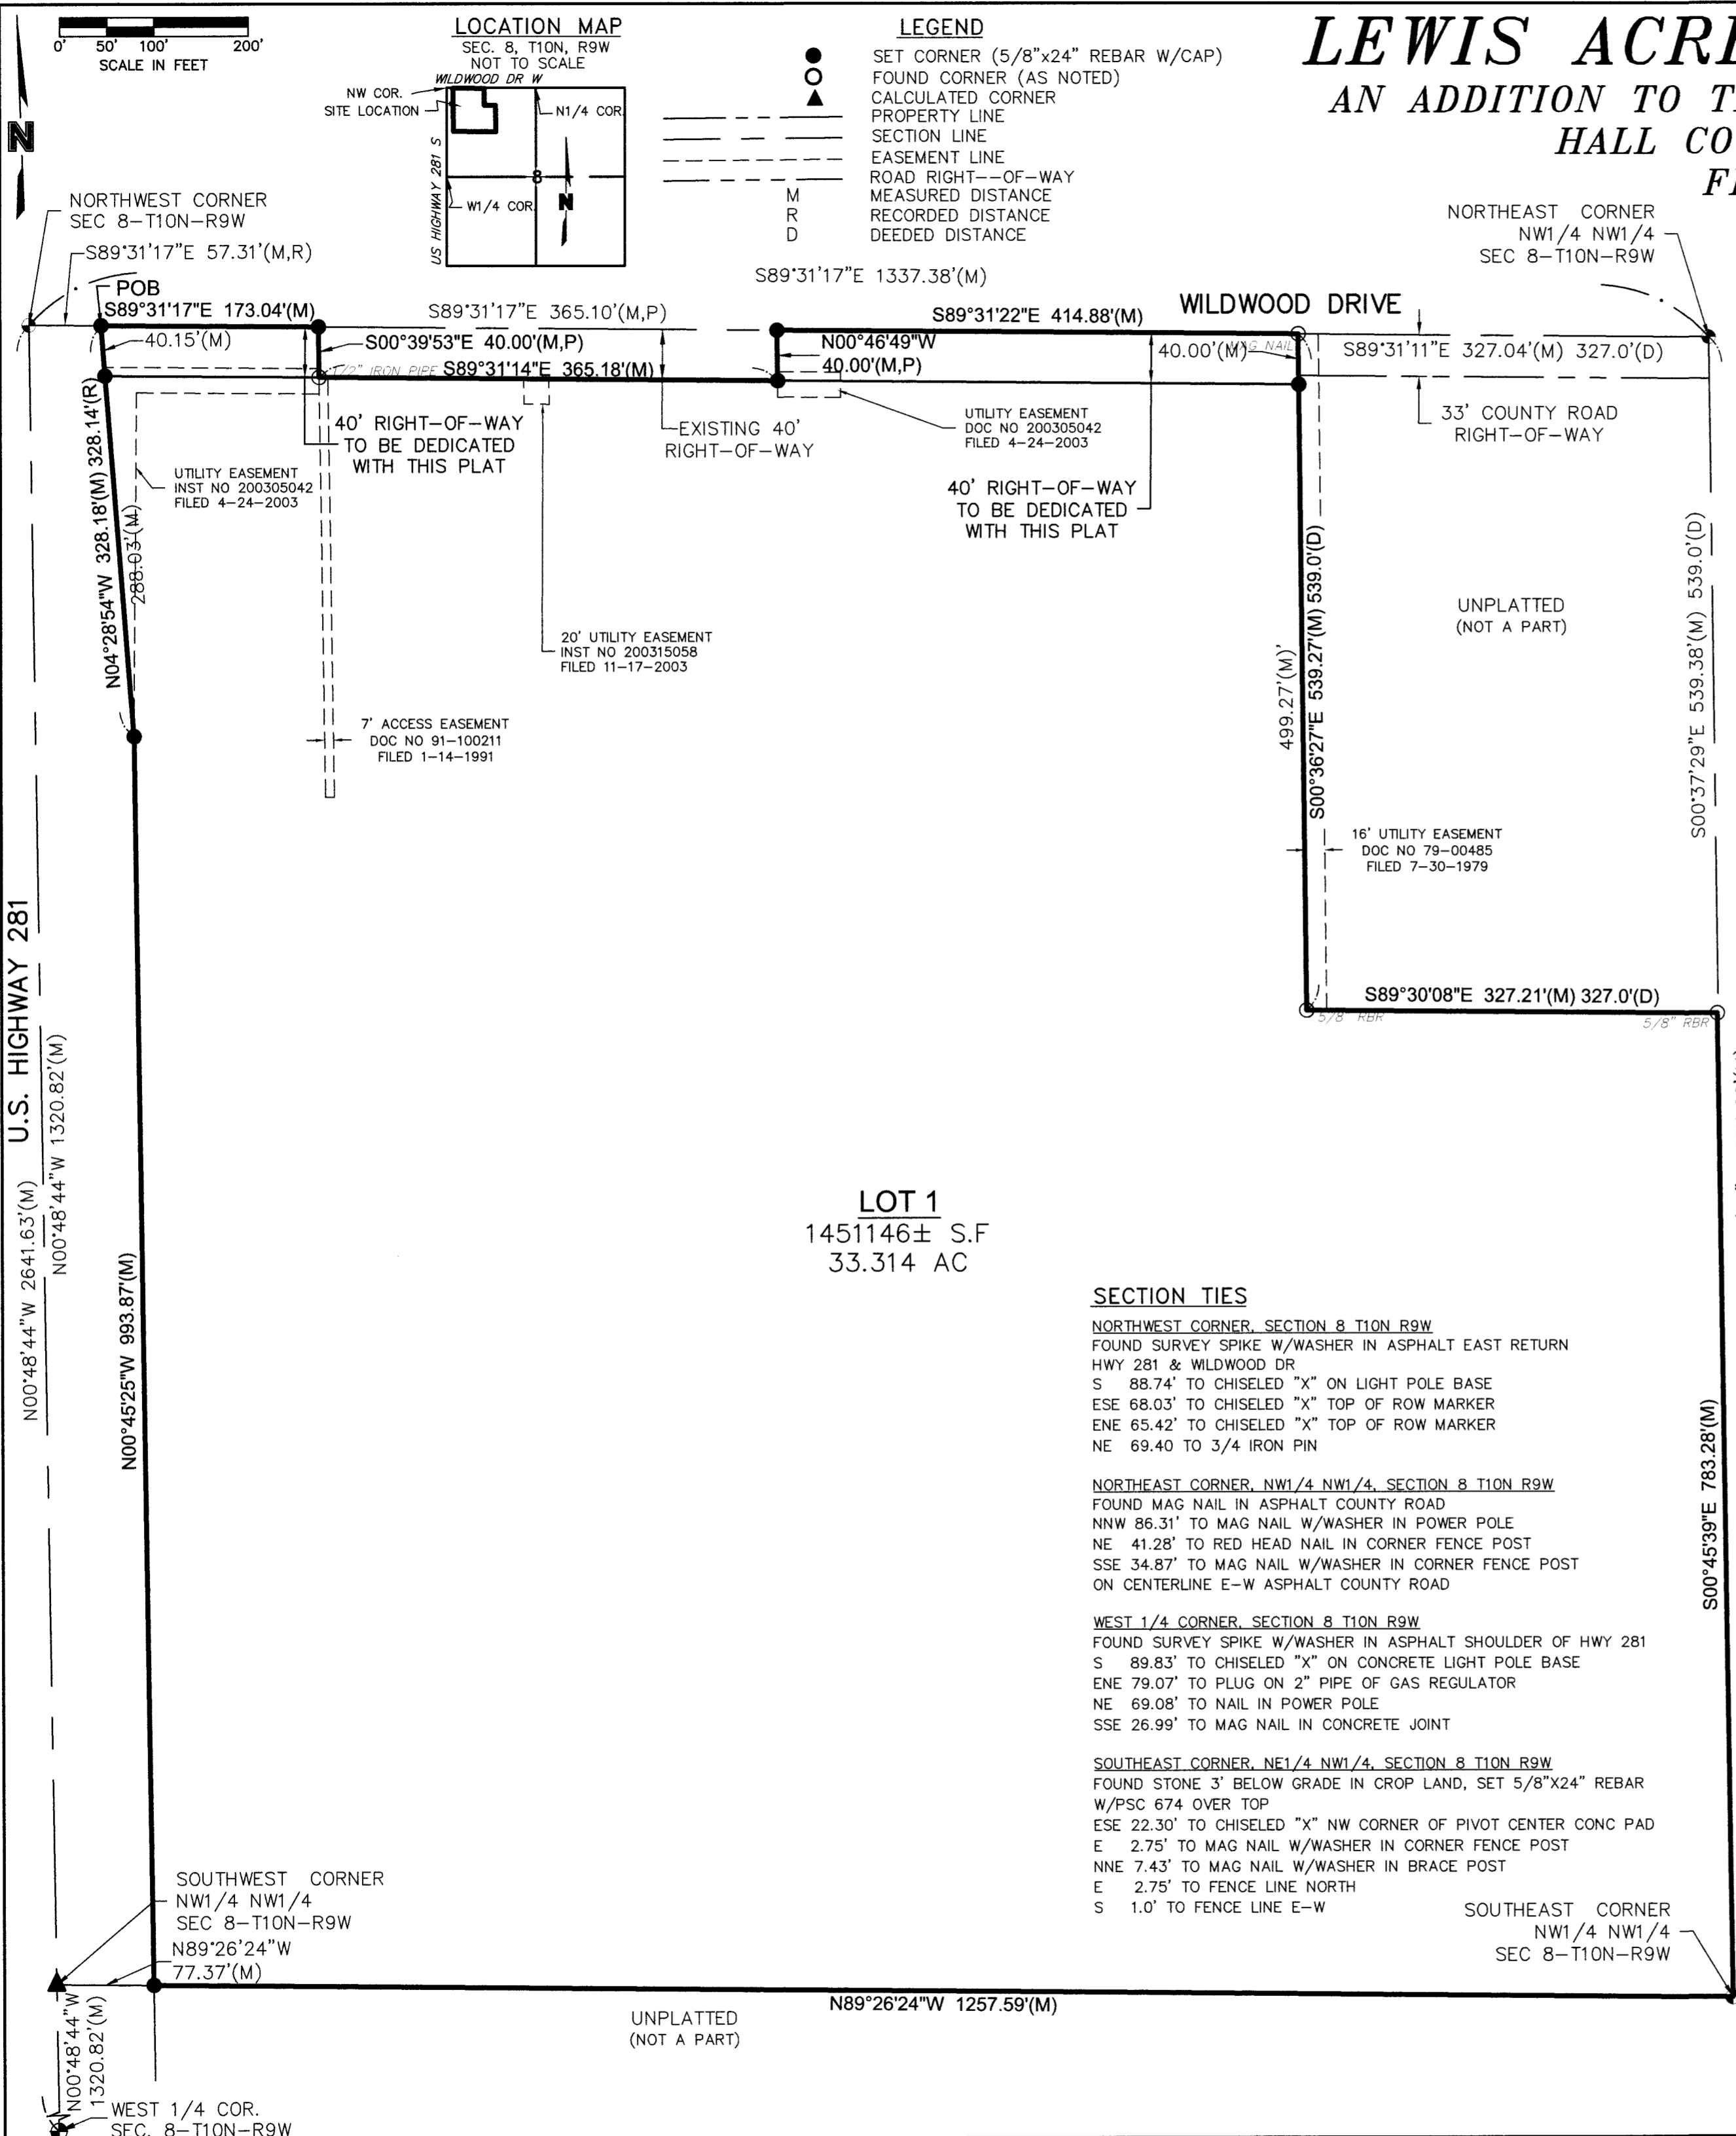 0' 50' 100' 200'
SCALE IN FEET
N
LOCATION MAP
SEC. 8, T10N, R9W
NOT TO SCALE
WILDWOOD DR W
NW COR.
SITE LOCATION
N1/4 COR.
US HIGHWAY 281 S
8
W1/4 COR.
N
LEGEND
SET CORNER (5/8"x24" REBAR W/CAP)
FOUND CORNER (AS NOTED)
CALCULATED CORNER
PROPERTY LINE
SECTION LINE
EASEMENT LINE
ROAD RIGHT--OF-WAY
M MEASURED DISTANCE
R RECORDED DISTANCE
D DEEDED DISTANCE
LEWIS ACRE
AN ADDITION TO T
HALL CO
NORTHWEST CORNER
SEC 8-T10N-R9W
S89°31'17"E 57.31'(M,R)
POB
S89°31'17"E 1337.38'(M)
NORTHEAST CORNER
NW1/4 NW1/4
SEC 8-T10N-R9W
S89°31'17"E 173.04'(M)
S89°31'17"E 365.10'(M,P)
S89°31'22"E 414.88'(M)
WILDWOOD DRIVE
40.15'(M)
S00°39'53"E 40.00'(M,P)
N00°46'49"W
40.00'(M,P)
MAG NAIL
40.00'(M)
S89°31'11"E 327.04'(M) 327.0'(D)
1/2" IRON PIPE
S89°31'14"E 365.18'(M)
40' RIGHT-OF-WAY
TO BE DEDICATED
WITH THIS PLAT
EXISTING 40'
RIGHT-OF-WAY
UTILITY EASEMENT
DOC NO 200305042
FILED 4-24-2003
33' COUNTY ROAD
RIGHT-OF-WAY
UTILITY EASEMENT
INST NO 200305042
FILED 4-24-2003
40' RIGHT-OF-WAY
TO BE DEDICATED
WITH THIS PLAT
N04°28'54"W 328.18'(M) 328.14'(R)
288.03'(M)
20' UTILITY EASEMENT
INST NO 200315058
FILED 11-17-2003
7' ACCESS EASEMENT
DOC NO 91-100211
FILED 1-14-1991
499.27'(M)'
S00°36'27"E 539.27'(M) 539.0'(D)
UNPLATTED
(NOT A PART)
S00°37'29"E 539.38'(M) 539.0'(D)
16' UTILITY EASEMENT
DOC NO 79-00485
FILED 7-30-1979
S89°30'08"E 327.21'(M) 327.0'(D)
5/8" RBR
5/8" RBR
U.S. HIGHWAY 281
N00°48'44"W 2641.63'(M)
N00°48'44"W 1320.82'(M)
N00°45'25"W 993.87'(M)
LOT 1
1451146± S.F
33.314 AC
SECTION TIES
NORTHWEST CORNER, SECTION 8 T10N R9W
FOUND SURVEY SPIKE W/WASHER IN ASPHALT EAST RETURN
HWY 281 & WILDWOOD DR
S 88.74' TO CHISELED "X" ON LIGHT POLE BASE
ESE 68.03' TO CHISELED "X" TOP OF ROW MARKER
ENE 65.42' TO CHISELED "X" TOP OF ROW MARKER
NE 69.40 TO 3/4 IRON PIN
NORTHEAST CORNER, NW1/4 NW1/4, SECTION 8 T10N R9W
FOUND MAG NAIL IN ASPHALT COUNTY ROAD
NNW 86.31' TO MAG NAIL W/WASHER IN POWER POLE
NE 41.28' TO RED HEAD NAIL IN CORNER FENCE POST
SSE 34.87' TO MAG NAIL W/WASHER IN CORNER FENCE POST
ON CENTERLINE E-W ASPHALT COUNTY ROAD
WEST 1/4 CORNER, SECTION 8 T10N R9W
FOUND SURVEY SPIKE W/WASHER IN ASPHALT SHOULDER OF HWY 281
S 89.83' TO CHISELED "X" ON CONCRETE LIGHT POLE BASE
ENE 79.07' TO PLUG ON 2" PIPE OF GAS REGULATOR
NE 69.08' TO NAIL IN POWER POLE
SSE 26.99' TO MAG NAIL IN CONCRETE JOINT
SOUTHEAST CORNER, NE1/4 NW1/4, SECTION 8 T10N R9W
FOUND STONE 3' BELOW GRADE IN CROP LAND, SET 5/8"X24" REBAR
W/PSC 674 OVER TOP
ESE 22.30' TO CHISELED "X" NW CORNER OF PIVOT CENTER CONC PAD
E 2.75' TO MAG NAIL W/WASHER IN CORNER FENCE POST
NNE 7.43' TO MAG NAIL W/WASHER IN BRACE POST
E 2.75' TO FENCE LINE NORTH
S 1.0' TO FENCE LINE E-W
S00°45'39"E 783.28'(M)
SOUTHWEST CORNER
NW1/4 NW1/4
SEC 8-T10N-R9W
N89°26'24"W
77.37'(M)
SOUTHEAST CORNER
NW1/4 NW1/4
SEC 8-T10N-R9W
N89°26'24"W 1257.59'(M)
UNPLATTED
(NOT A PART)
N00°48'44"W
1320.82'(M)
WEST 1/4 COR.
SEC. 8-T10N-R9W